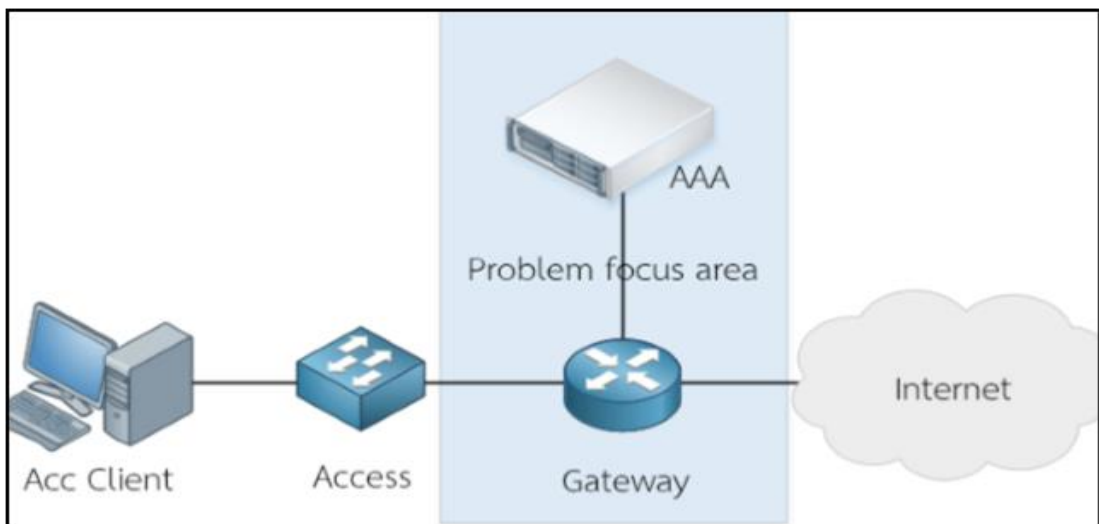 AAA
Problem focus area
Internet
Acc Client
Access
Gateway